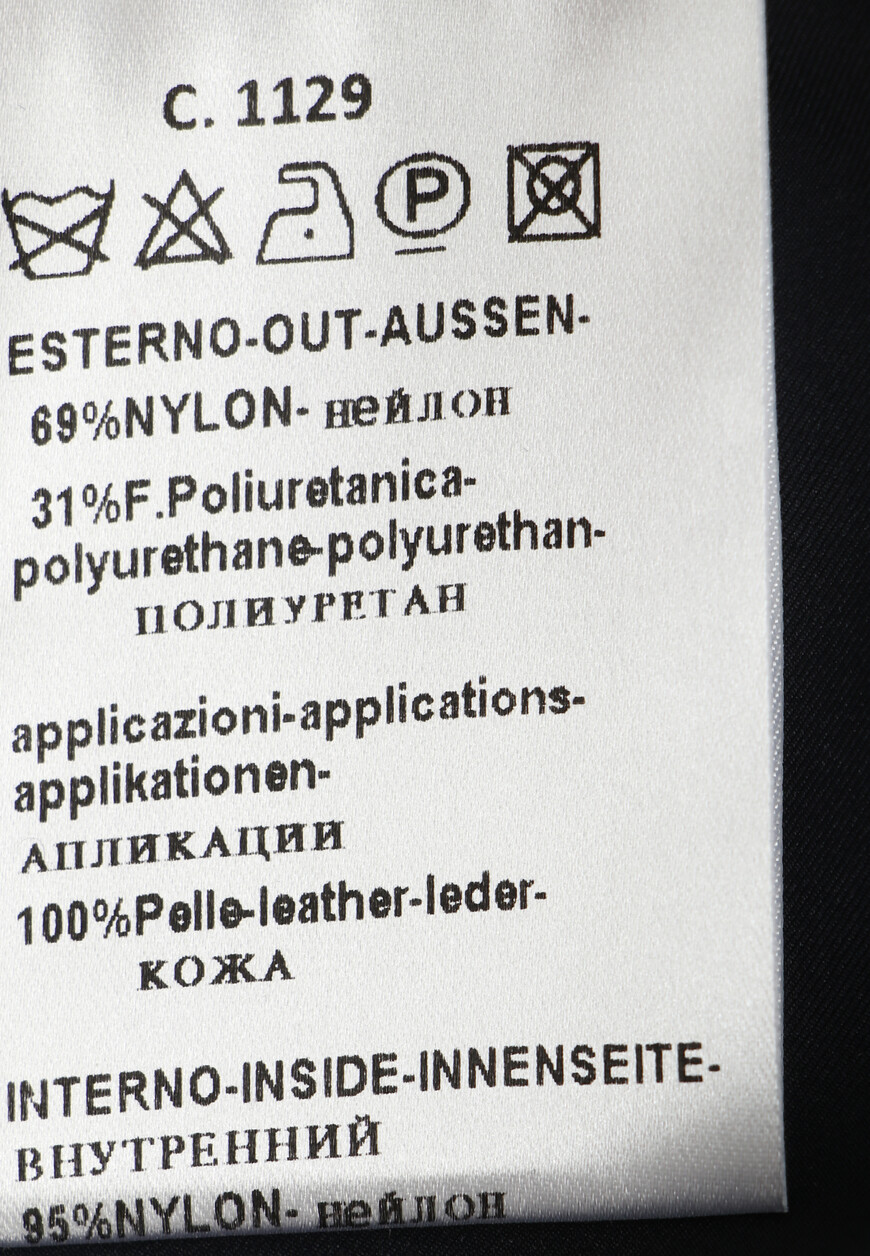 C. 1129
P
ESTERNO-OUT-AUSSEN-
69%NYLON- нейлон
31%F.Poliuretanica-
polyurethane-polyurethan-
ПОЛИУРЕТАН
applicazioni-applications-
applikationen-
АПЛИКАЦИИ
100%Pelle-leather-leder-
КОЖА
INTERNO-INSIDE-INNENSEITE-
ВНУТРЕННИЙ
95%NYLON- нейлон